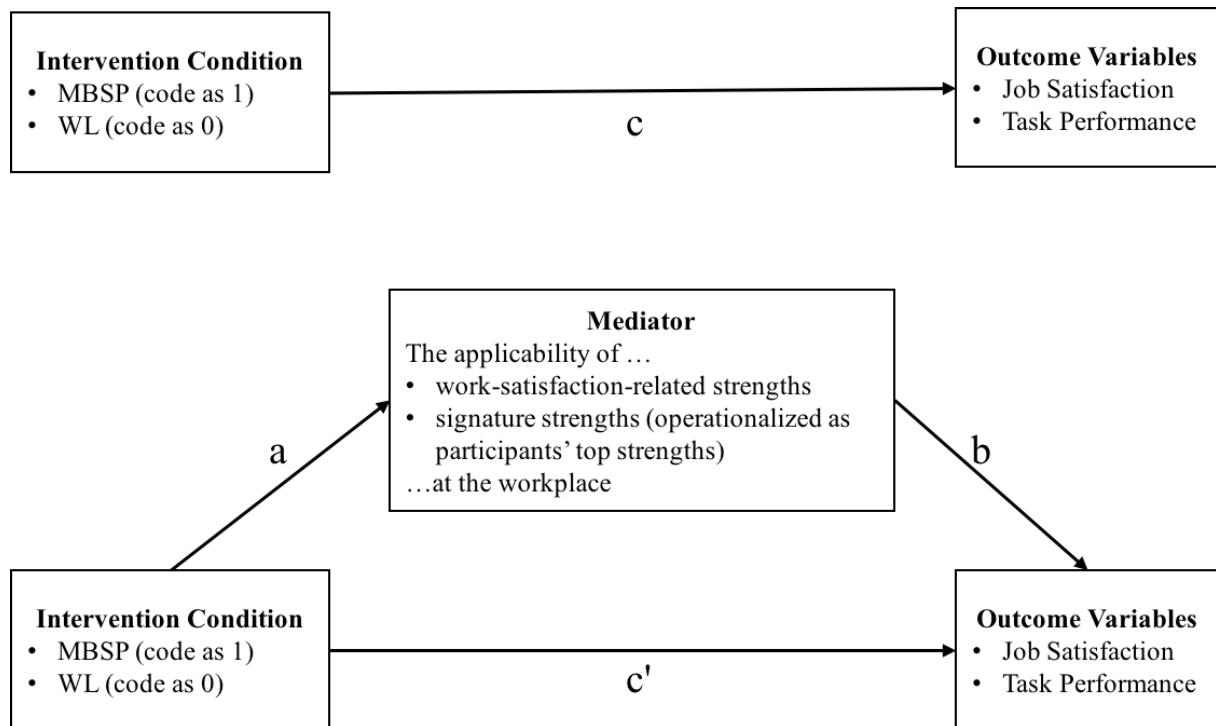 Intervention Condition
• MBSP (code as 1)
• WL (code as 0)
c
Outcome Variables
• Job Satisfaction
• Task Performance
Mediator
The applicability of …
• work-satisfaction-related strengths
• signature strengths (operationalized as
participants’ top strengths)
…at the workplace
a
b
Intervention Condition
• MBSP (code as 1)
• WL (code as 0)
c'
Outcome Variables
• Job Satisfaction
• Task Performance